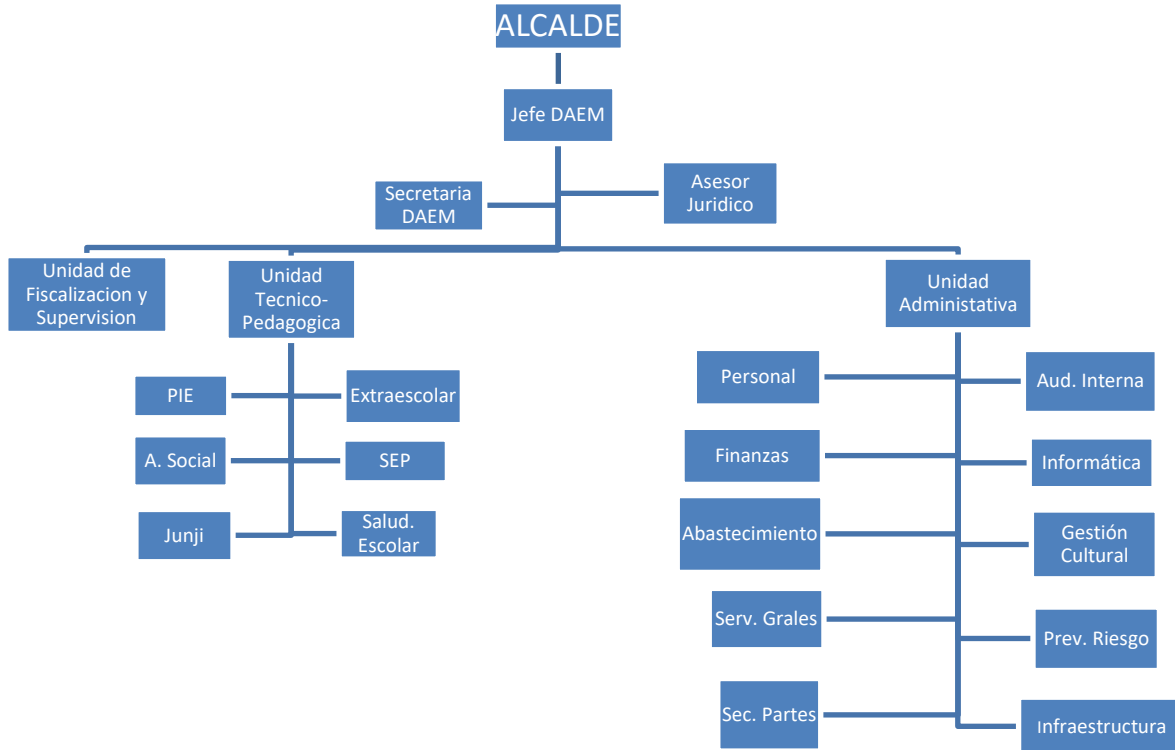 ALCALDE
Jefe DAEM
Secretaria
DAEM
Asesor
Juridico
Unidad de
Fiscalizacion y
Supervision
Unidad
Tecnico-
Pedagogica
Unidad
Administativa
PIE
Extraescolar
A. Social
SEP
Junji
Salud.
Escolar
Personal
Aud. Interna
Finanzas
Informática
Abastecimiento
Gestión
Cultural
Serv. Grales
Prev. Riesgo
Sec. Partes
Infraestructura